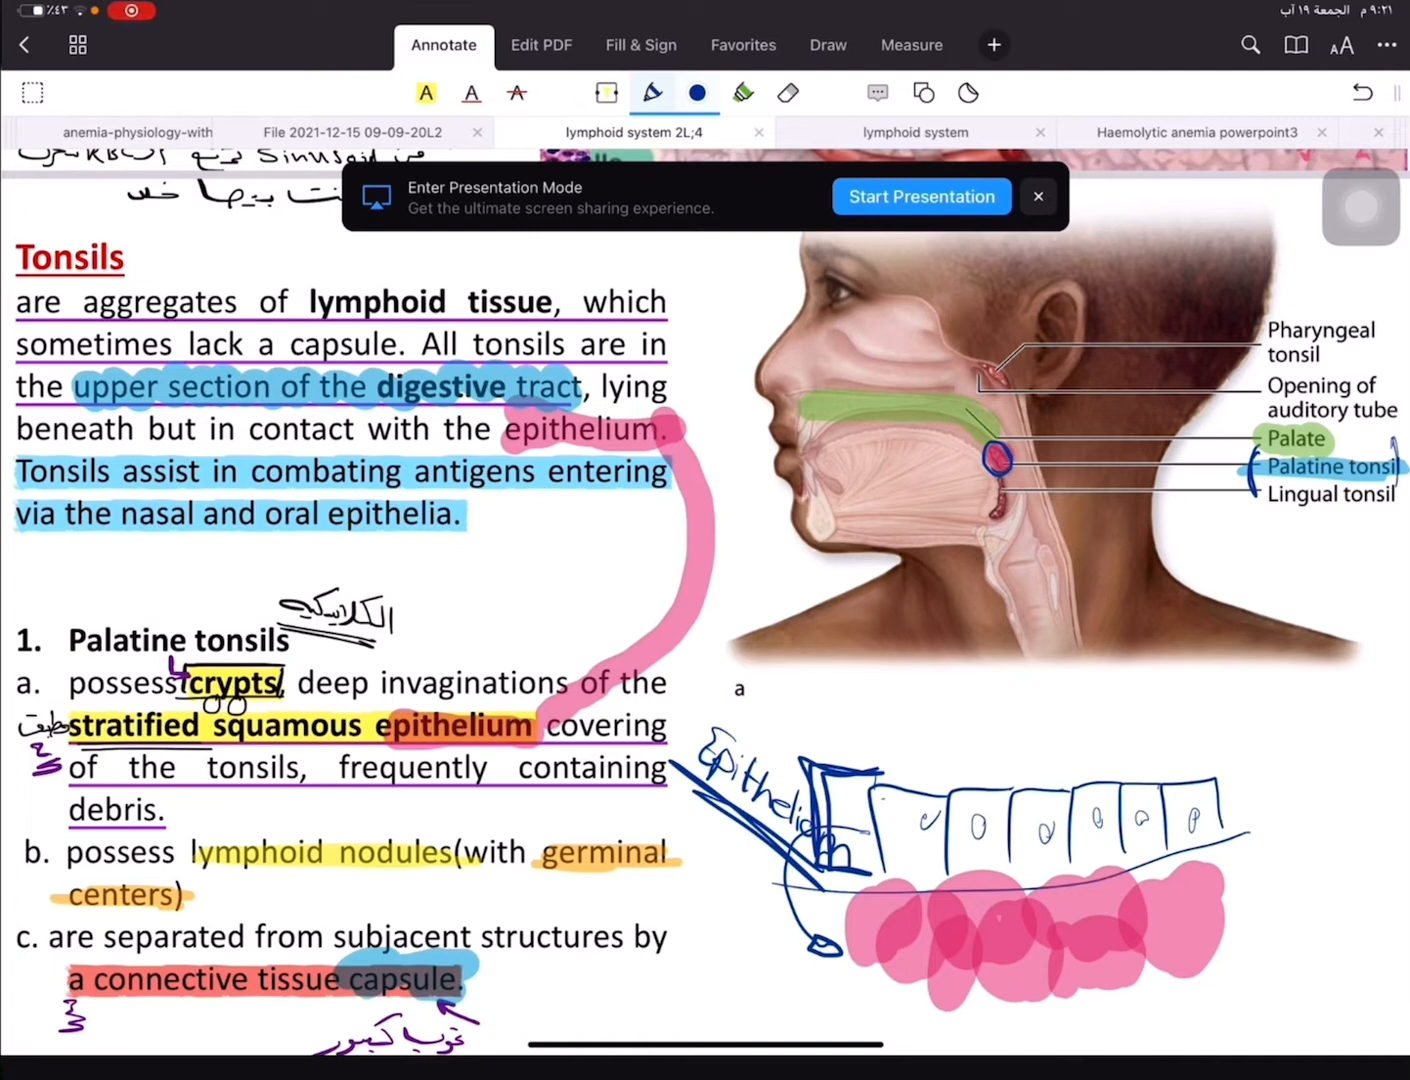 ٩:٢١ م الجمعة ١٩ آب
٤٣٪
Annotate
Edit PDF
Fill & Sign
Favorites
Draw
Measure
anemia-physiology-with
File 2021-12-15 09-09-20L2
lymphoid system 2L;4
lymphoid system
Haemolytic anemia powerpoint3
Enter Presentation Mode
Get the ultimate screen sharing experience.
Start Presentation
Tonsils
are aggregates of lymphoid tissue, which
sometimes lack a capsule. All tonsils are in
the upper section of the digestive tract, lying
beneath but in contact with the epithelium.
Tonsils assist in combating antigens entering
via the nasal and oral epithelia.
1. Palatine tonsils
a. possess crypts, deep invaginations of the
stratified squamous epithelium covering
of the tonsils, frequently containing
debris.
b. possess lymphoid nodules(with germinal
centers)
c. are separated from subjacent structures by
a connective tissue capsule.
Pharyngeal
tonsil
Opening of
auditory tube
Palate
Palatine tonsil
Lingual tonsil
a
Epithelium